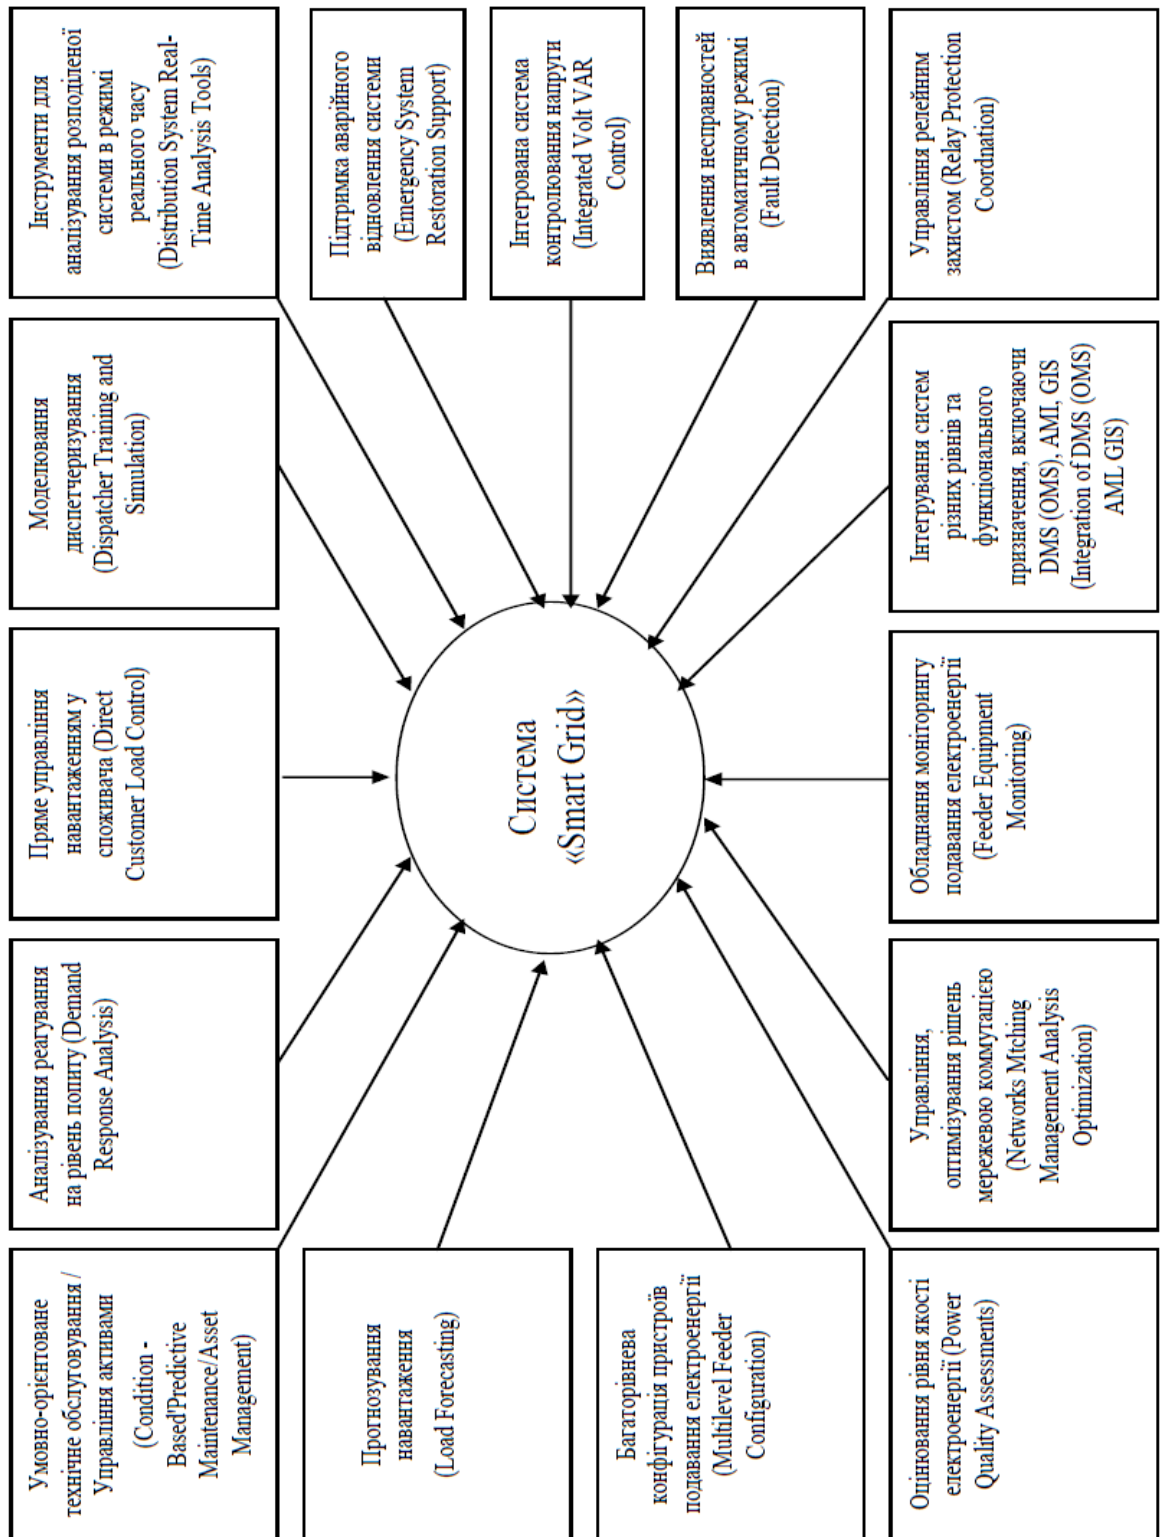 Умовно-орієнтоване
технічне обслуговування /
Управління активами
(Condition -
Based'Predictive
Maintenance/Asset
Management)
Аналізування реагування
на рівень попиту (Demand
Response Analysis)
Пряме управління
навантаженням у
споживача (Direct
Customer Load Control)
Моделювання
диспетчеризування
(Dispatcher Training and
Simulation)
Інструменти для
аналізування розподіленої
системи в режимі
реального часу
(Distribution System Real-
Time Analysis Tools)
Прогнозування
навантаження
(Load Forecasting)
Багаторівнева
конфігурація пристроїв
подавання електроенергії
(Multilevel Feeder
Configuration)
Система
«Smart Grid»
Підтримка аварійного
відновлення системи
(Emergency System
Restoration Support)
Інтегрована система
контролювання напруги
(Integrated Volt VAR
Control)
Виявлення несправностей
в автоматичному режимі
(Fault Detection)
Оцінювання рівня якості
електроенергії (Power
Quality Assessments)
Управління,
оптимізування рішень
мережевою коммутацією
(Networks Mtching
Management Analysis
Optimization)
Обладнання моніторингу
подавання електроенергії
(Feeder Equipment
Monitoring)
Інтегрування систем
різних рівнів та
функціонального
призначення, включаючи
DMS (OMS), AMI, GIS
(Integration of DMS (OMS)
AML GIS)
Управління релейним
захистом (Relay Protection
Coordnation)